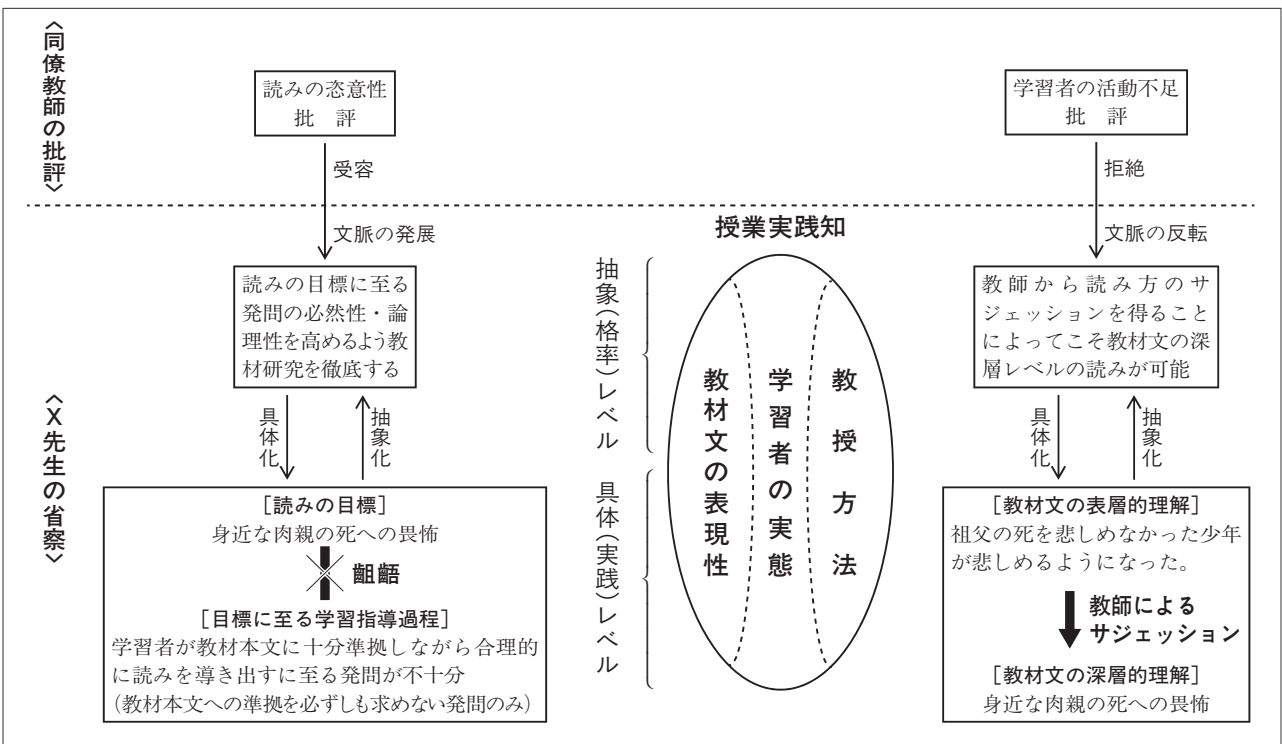 〈同僚教師の批評〉
読みの恣意性
批　評
受容
文脈の発展
読みの目標に至る
発問の必然性・論
理性を高めるよう教
材研究を徹底する
具体化
抽象化
〈X先生の省察〉
［読みの目標］
身近な肉親の死への畏怖
齟齬
［目標に至る学習指導過程］
学習者が教材本文に十分準拠しながら合理的
に読みを導き出すに至る発問が不十分
（教材本文への準拠を必ずしも求めない発問のみ）
授業実践知
抽象（格率）レベル
具体（実践）レベル
教材文の表現性
学習者の実態
教授方法
学習者の活動不足
批　評
拒絶
文脈の反転
教師から読み方のサ
ジェッションを得ること
によってこそ教材文の深
層レベルの読みが可能
具体化
抽象化
［教材文の表層的理解］
祖父の死を悲しめなかった少年
が悲しめるようになった。
教師による
サジェッション
［教材文の深層的理解］
身近な肉親の死への畏怖